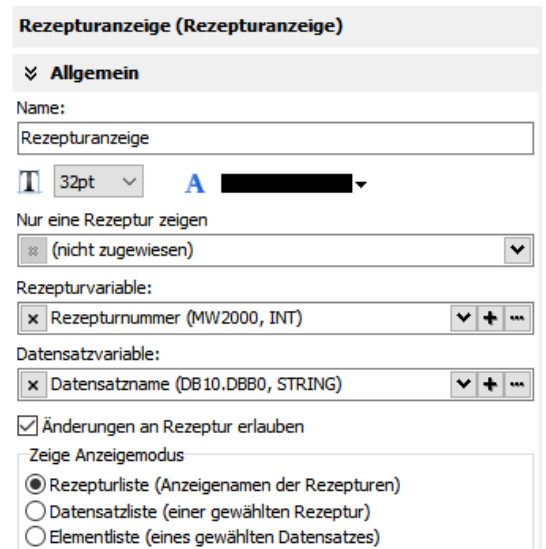 Rezepturanzeige (Rezepturanzeige)
Allgemein
Name:
Rezepturanzeige
T 32pt A
Nur eine Rezeptur zeigen
(nicht zugewiesen)
Rezepturvariable:
Rezepturnummer (MW2000, INT)
Datensatzvariable:
Datensatzname (DB10.DBB0, STRING)
Änderungen an Rezeptur erlauben
Zeige Anzeigemodus
Rezepturliste (Anzeigenamen der Rezepturen)
Datensatzliste (einer gewählten Rezeptur)
Elementliste (eines gewählten Datensatzes)